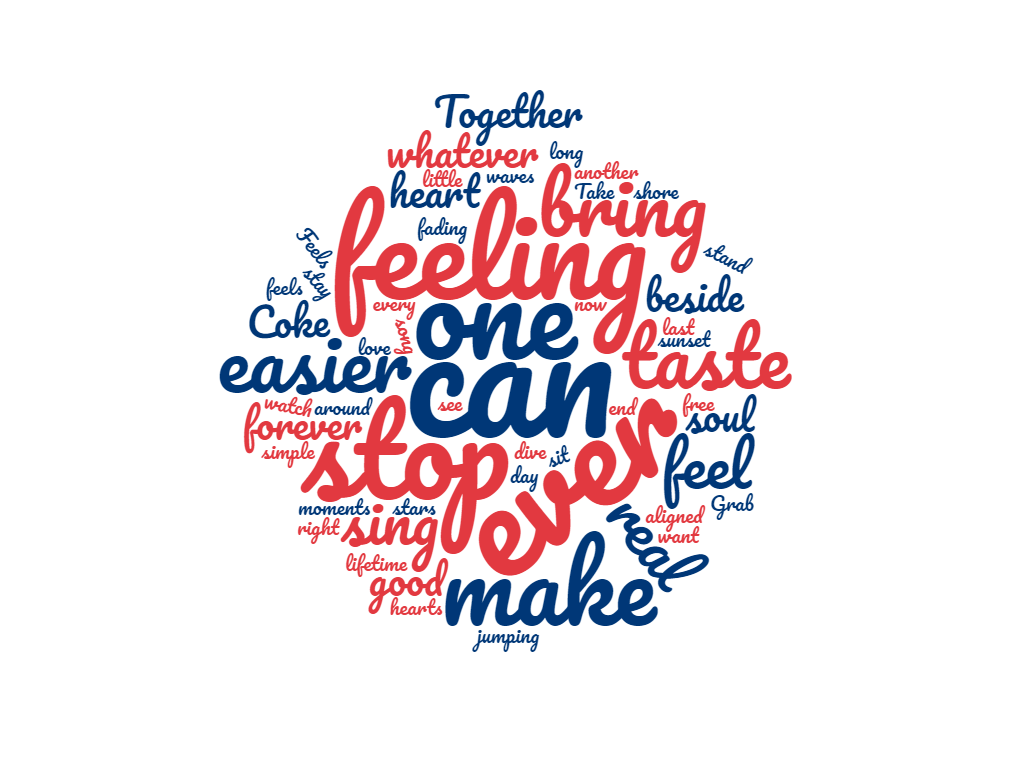 Together
whatever
long
little
waves
another
heart
Take
shore
bring
fading
feeling
Feels
stay
feels
stand
beside
every
now
one
Coke
song
love
last
sunset
easier
taste
can
watch
around
see
end
free
forever
soul
simple
stop
dive
sit
day
ever
feel
Grab
moments
stars
right
sing
real
aligned
want
lifetime
good
hearts
make
jumping